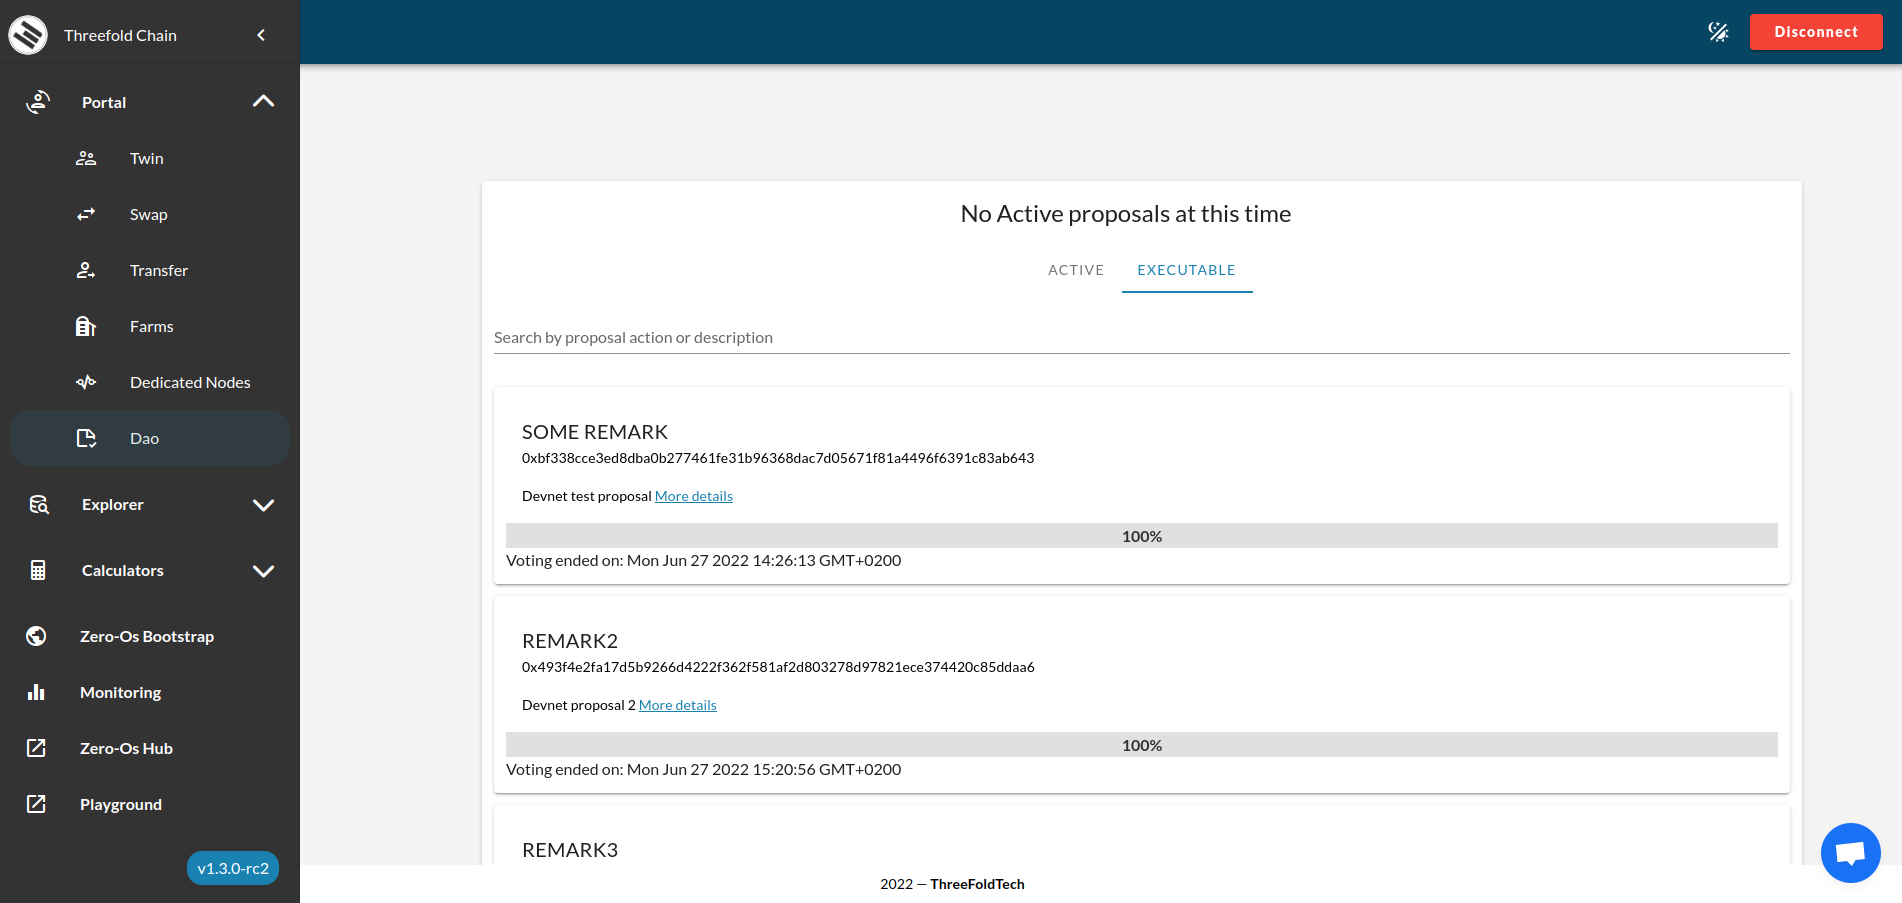 Threefold Chain
Disconnect
Portal
Twin
Swap
Transfer
Farms
Dedicated Nodes
Dao
Explorer
Calculators
Zero-Os Bootstrap
Monitoring
Zero-Os Hub
Playground
v1.3.0-rc2
No Active proposals at this time
ACTIVE EXECUTABLE
Search by proposal action or description
SOME REMARK
0xbf338cce3ed8dba0b277461fe31b96368dac7d05671f81a4496f6391c83ab643
Devnet test proposal More details
100%
Voting ended on: Mon Jun 27 2022 14:26:13 GMT+0200
REMARK2
0x493f4e2fa17d5b9266d4222f362f581af2d803278d97821ece374420c85ddaa6
Devnet proposal 2 More details
100%
Voting ended on: Mon Jun 27 2022 15:20:56 GMT+0200
REMARK3
2022 — ThreeFoldTech